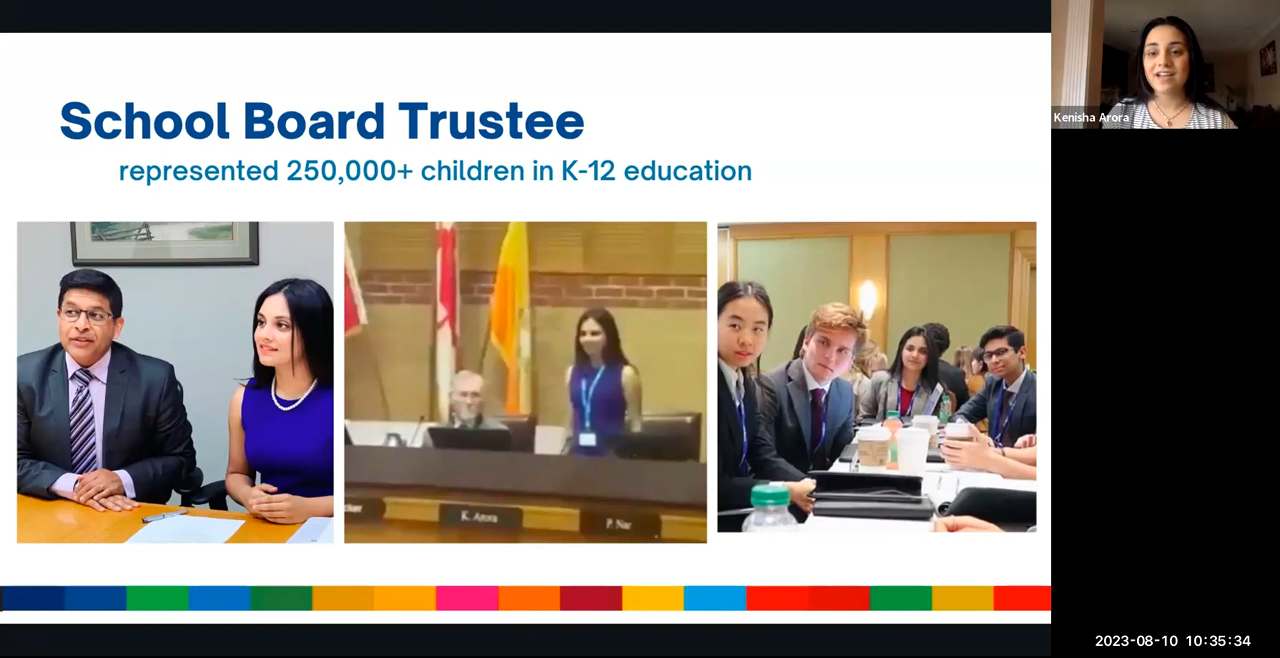 School Board Trustee
represented 250,000+ children in K-12 education
Kenisha Arora
K. Arora
P. Nar
2023-08-10 10:35:34